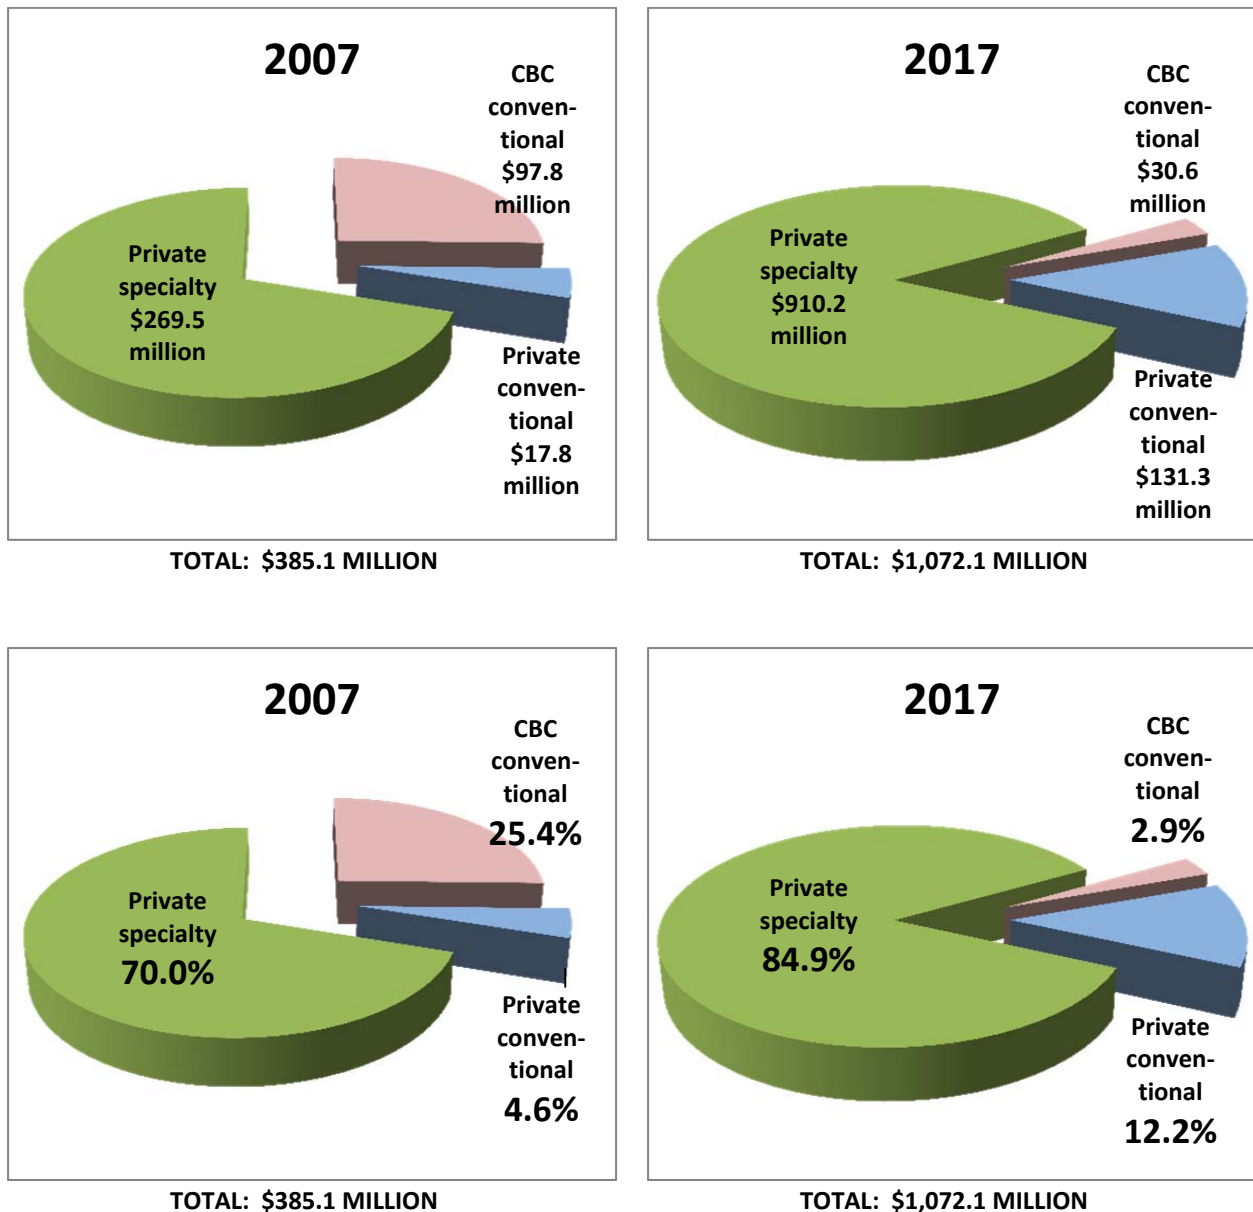 2007
CBC
conven-
tional
$97.8
million
Private
specialty
$269.5
million
Private
conven-
tional
$17.8
million
TOTAL: $385.1 MILLION
2017
CBC
conven-
tional
$30.6
million
Private
specialty
$910.2
million
Private
conven-
tional
$131.3
million
TOTAL: $1,072.1 MILLION
2007
CBC
conven-
tional
25.4%
Private
specialty
70.0%
Private
conven-
tional
4.6%
TOTAL: $385.1 MILLION
2017
CBC
conven-
tional
2.9%
Private
specialty
84.9%
Private
conven-
tional
12.2%
TOTAL: $1,072.1 MILLION